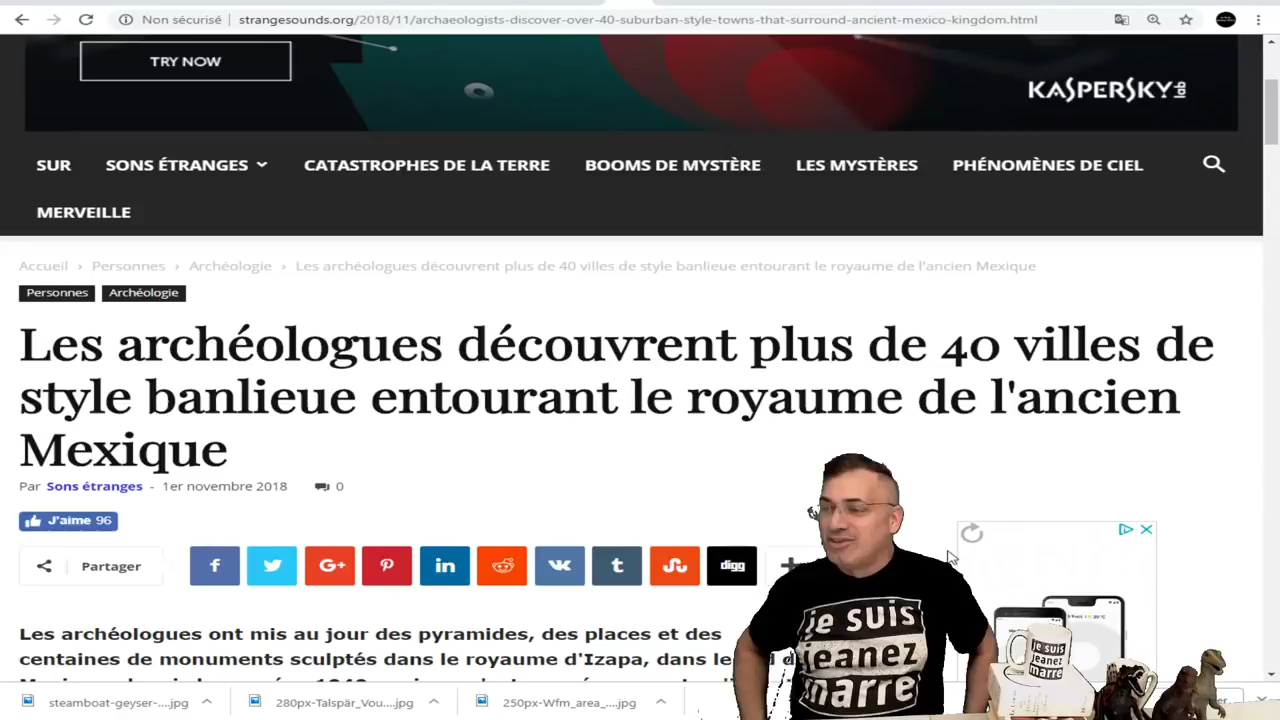 Non sécurisé | strangesounds.org/2018/11/archaeologists-discover-over-40-suburban-style-towns-that-surround-ancient-mexico-kingdom.html
TRY NOW
KASPERSKY lab
SUR SONS ÉTRANGES CATASTROPHES DE LA TERRE BOOMS DE MYSTÈRE LES MYSTÈRES PHÉNOMÈNES DE CIEL
MERVEILLE
Accueil › Personnes › Archéologie › Les archéologues découvrent plus de 40 villes de style banlieue entourant le royaume de l'ancien Mexique
Personnes Archéologie
Les archéologues découvrent plus de 40 villes de
style banlieue entourant le royaume de l'ancien
Mexique
Par Sons étranges - 1er novembre 2018 0
J'aime 96
Partager f G+ in t digg
Les archéologues ont mis au jour des pyramides, des places et des
centaines de monuments sculptés dans le royaume d'Izapa, dans le
je suis
jeanez
marre
je suis
jeanez
marre
steamboat-geyser-....jpg 280px-Talspär_Vou....jpg 250px-Wfm_area_....jpg